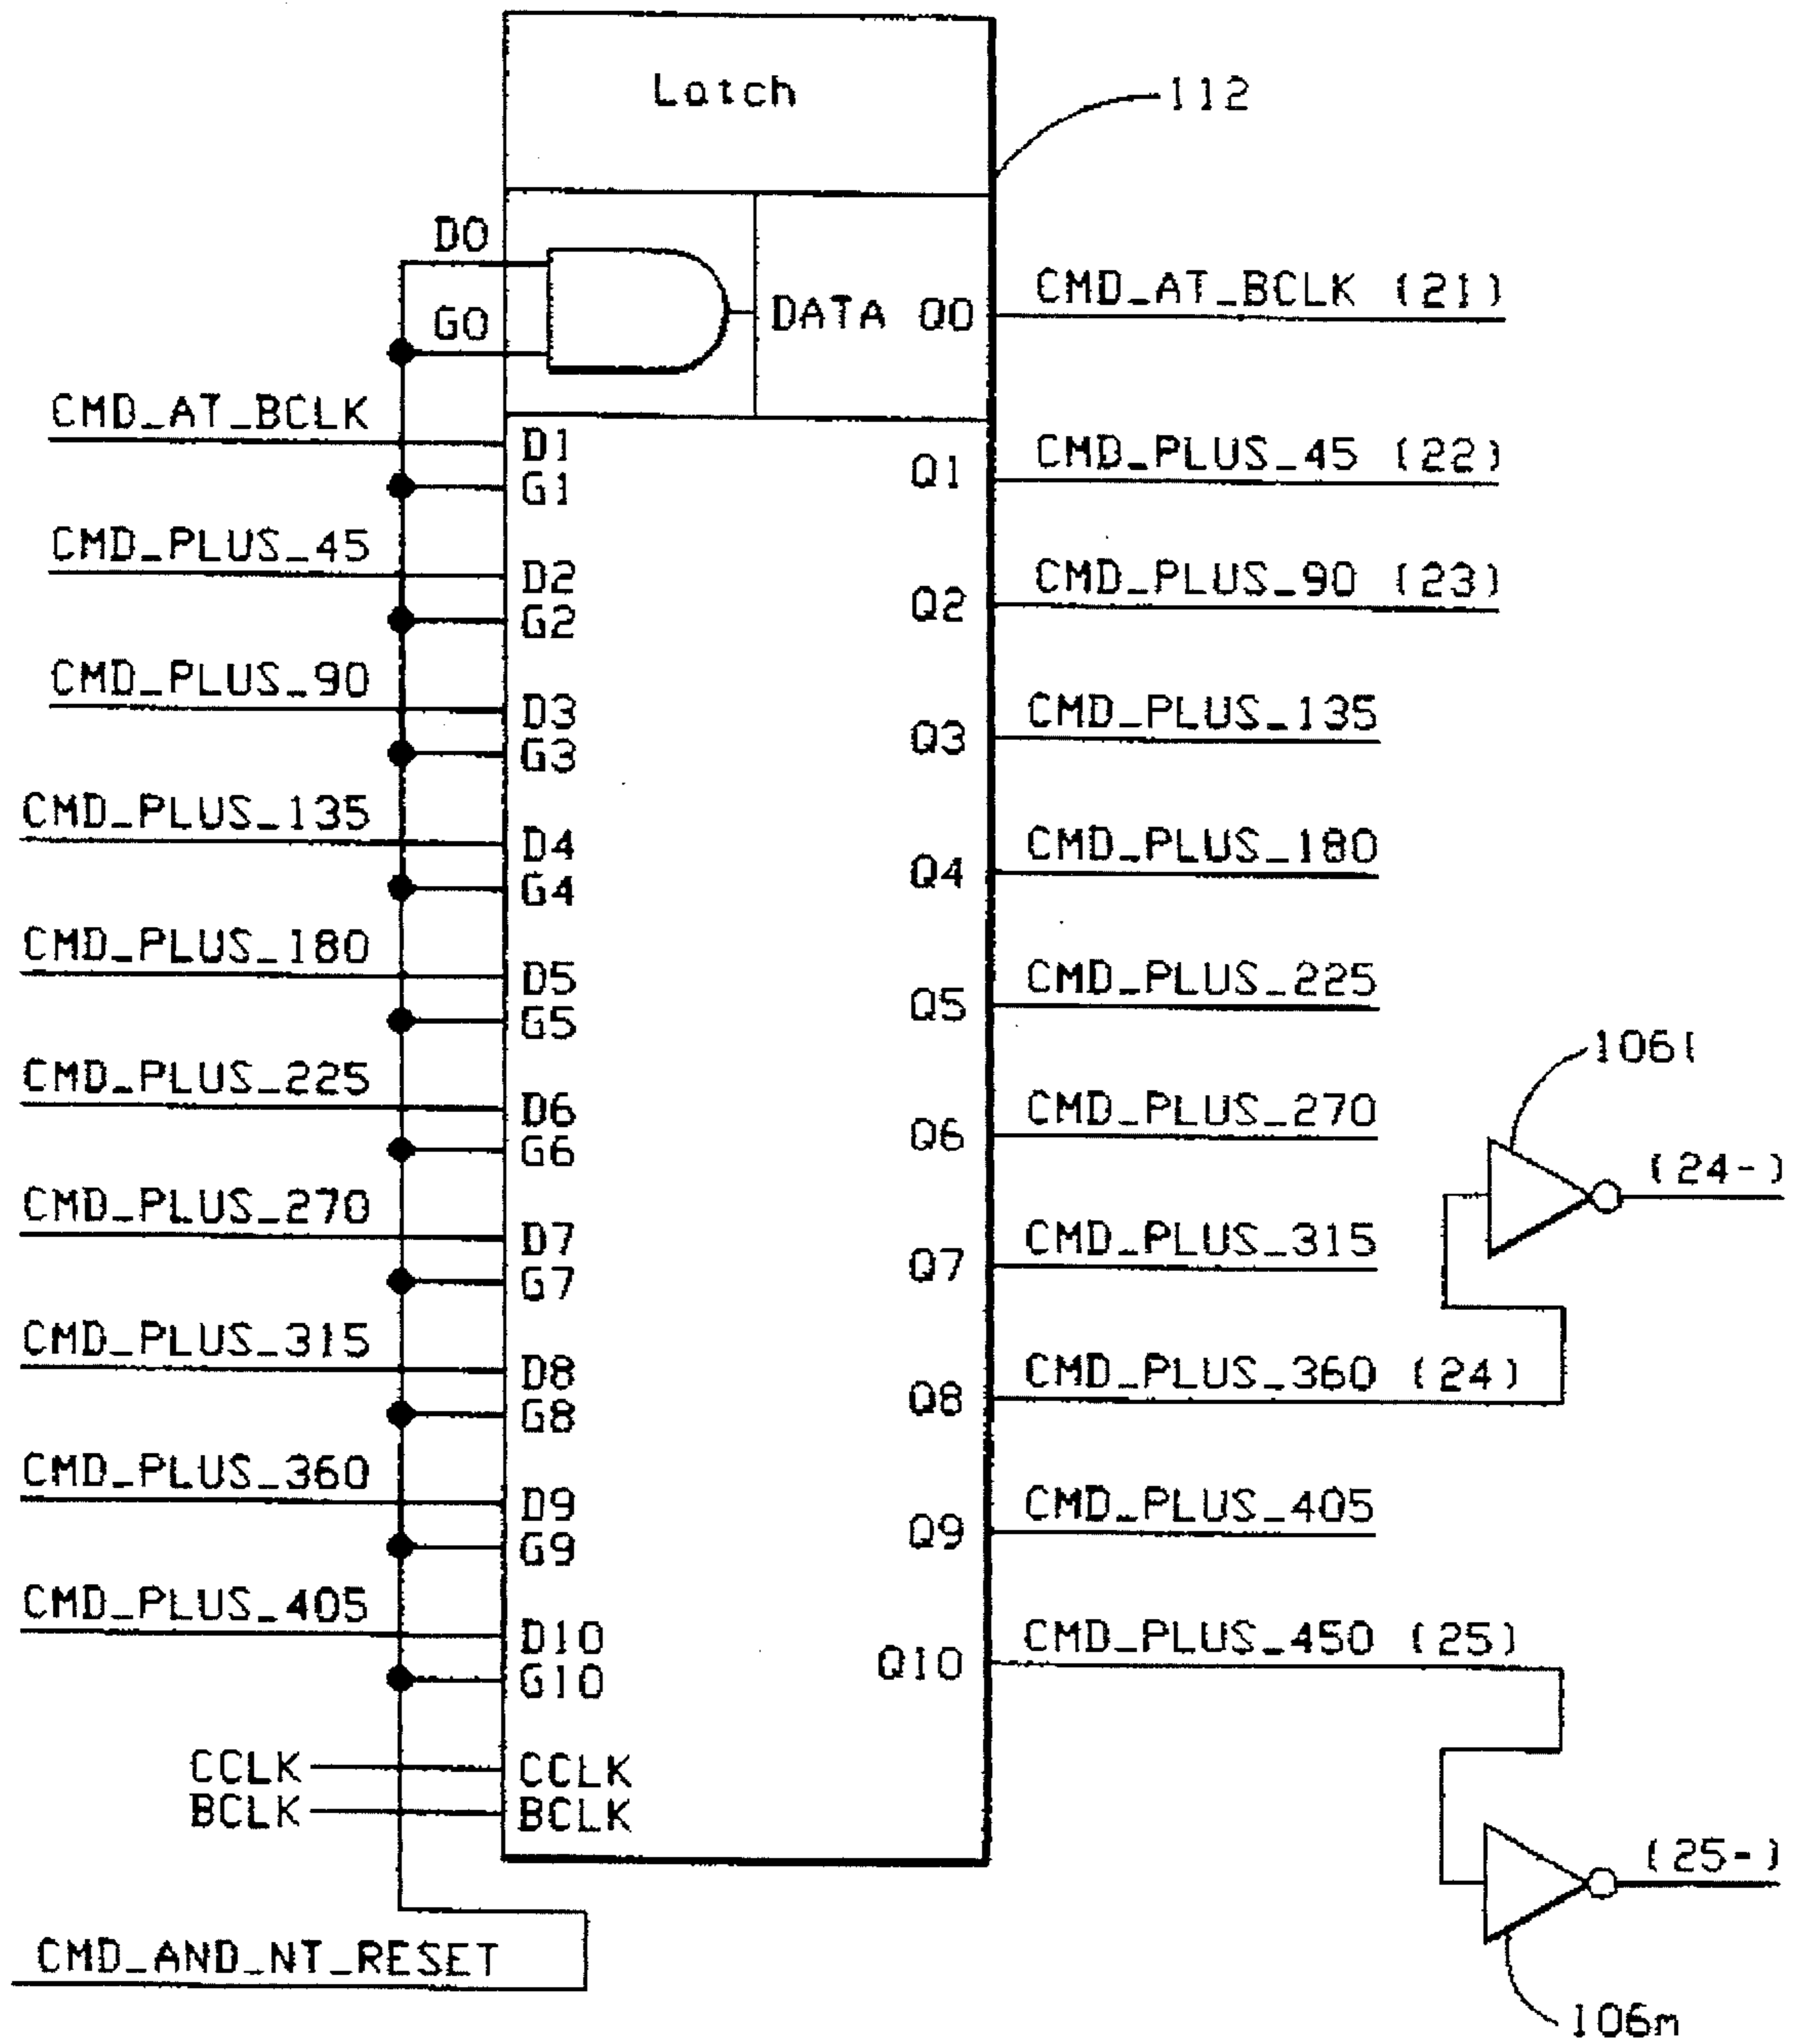 Latch
112
D0
G0
DATA Q0
CMD_AT_BCLK (21)
CMD_AT_BCLK
D1
G1
Q1
CMD_PLUS_45 (22)
CMD_PLUS_45
D2
G2
Q2
CMD_PLUS_90 (23)
CMD_PLUS_90
D3
G3
Q3
CMD_PLUS_135
CMD_PLUS_135
D4
G4
Q4
CMD_PLUS_180
CMD_PLUS_180
D5
G5
Q5
CMD_PLUS_225
CMD_PLUS_225
D6
G6
Q6
CMD_PLUS_270
106l
(24-)
CMD_PLUS_270
D7
G7
Q7
CMD_PLUS_315
CMD_PLUS_315
D8
G8
Q8
CMD_PLUS_360 (24)
CMD_PLUS_360
D9
G9
Q9
CMD_PLUS_405
CMD_PLUS_405
D10
G10
Q10
CMD_PLUS_450 (25)
CCLK
CCLK
BCLK
BCLK
(25-)
CMD_AND_NT_RESET
106m